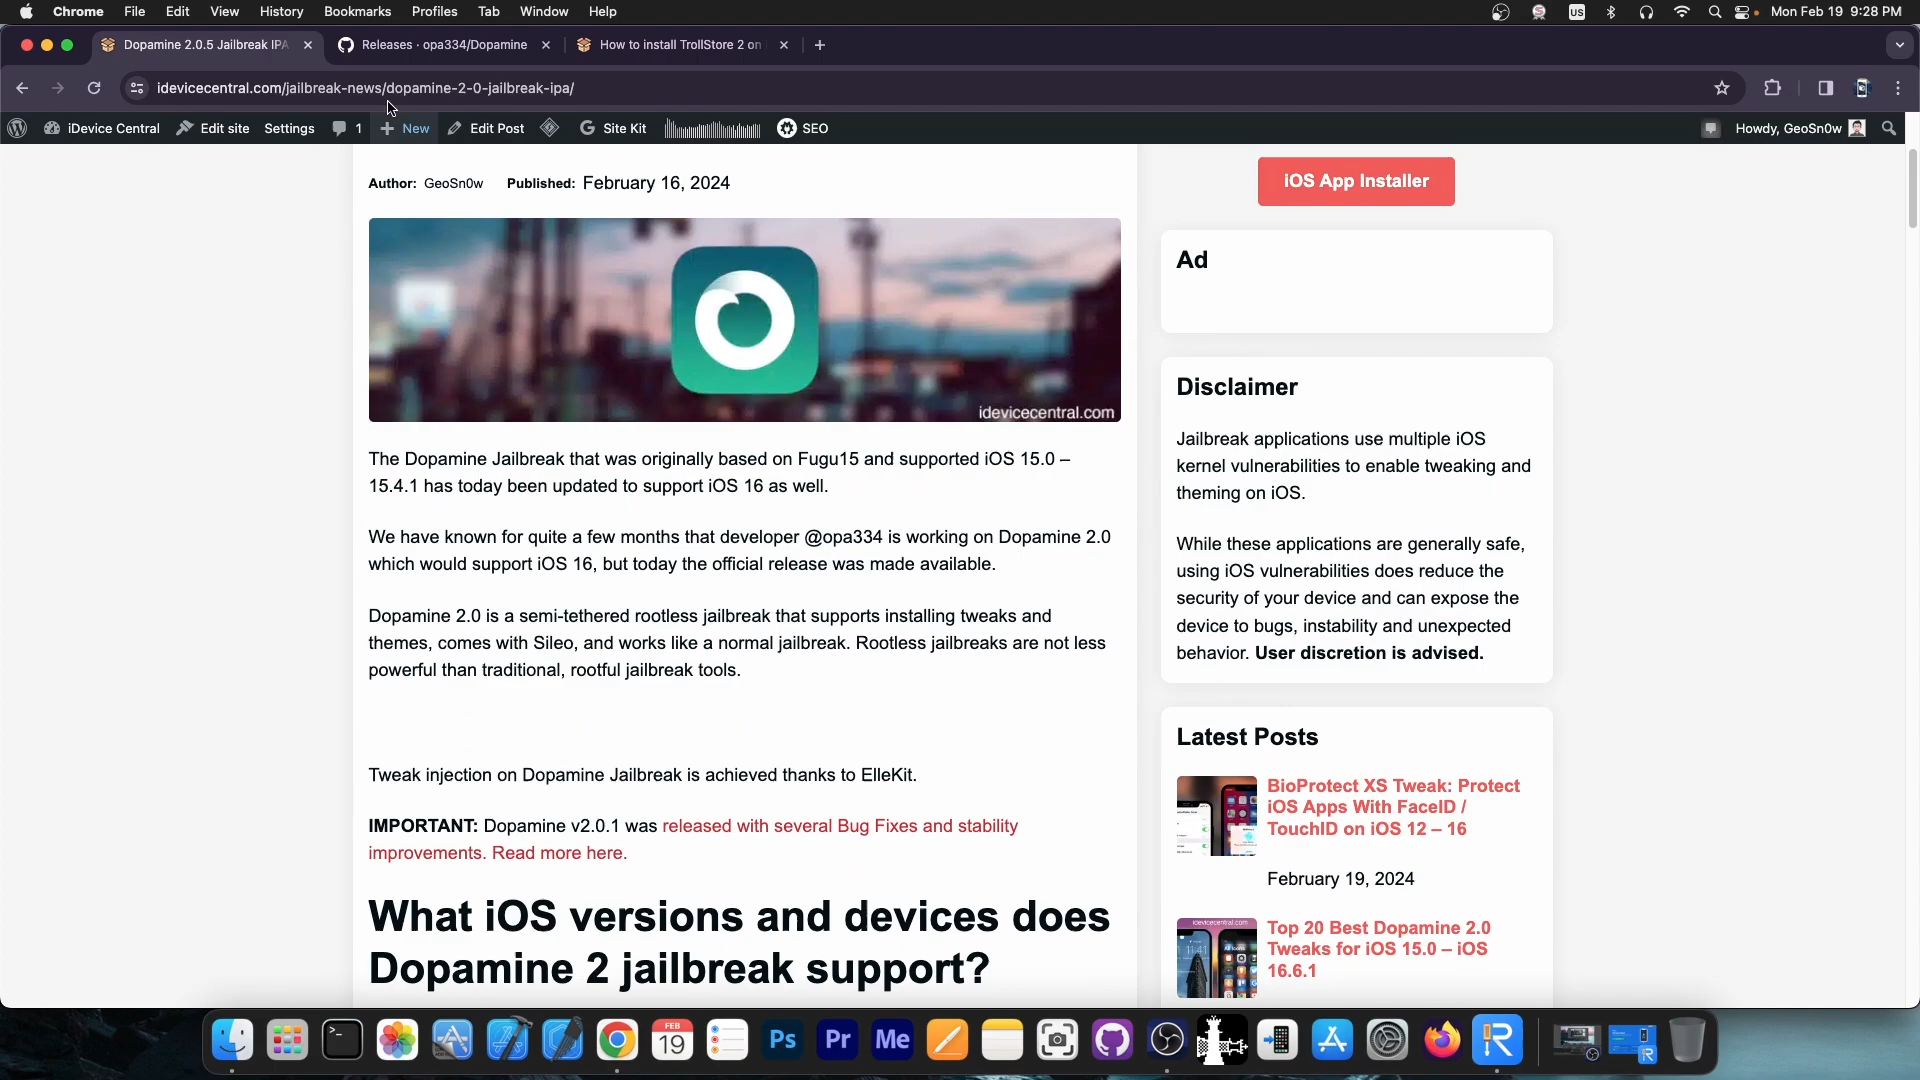 Chrome File Edit View History Bookmarks Profiles Tab Window Help
US
Mon Feb 19 9:28 PM
Dopamine 2.0.5 Jailbreak IPA
Releases · opa334/Dopamine
How to install TrollStore 2 on
idevicecentral.com/jailbreak-news/dopamine-2-0-jailbreak-ipa/
iDevice Central Edit site Settings 1 New Edit Post Site Kit SEO
Howdy, GeoSn0w
Author: GeoSn0w Published: February 16, 2024
idevicecentral.com
The Dopamine Jailbreak that was originally based on Fugu15 and supported iOS 15.0 –
15.4.1 has today been updated to support iOS 16 as well.
We have known for quite a few months that developer @opa334 is working on Dopamine 2.0
which would support iOS 16, but today the official release was made available.
Dopamine 2.0 is a semi-tethered rootless jailbreak that supports installing tweaks and
themes, comes with Sileo, and works like a normal jailbreak. Rootless jailbreaks are not less
powerful than traditional, rootful jailbreak tools.
Tweak injection on Dopamine Jailbreak is achieved thanks to ElleKit.
IMPORTANT: Dopamine v2.0.1 was released with several Bug Fixes and stability
improvements. Read more here.
What iOS versions and devices does
Dopamine 2 jailbreak support?
iOS App Installer
Ad
Disclaimer
Jailbreak applications use multiple iOS
kernel vulnerabilities to enable tweaking and
theming on iOS.
While these applications are generally safe,
using iOS vulnerabilities does reduce the
security of your device and can expose the
device to bugs, instability and unexpected
behavior. User discretion is advised.
Latest Posts
BioProtect XS Tweak: Protect
iOS Apps With FaceID /
TouchID on iOS 12 – 16
February 19, 2024
idevicecentral.com
Top 20 Best Dopamine 2.0
Tweaks for iOS 15.0 – iOS
16.6.1
FEB
19
Ps
Pr
Me